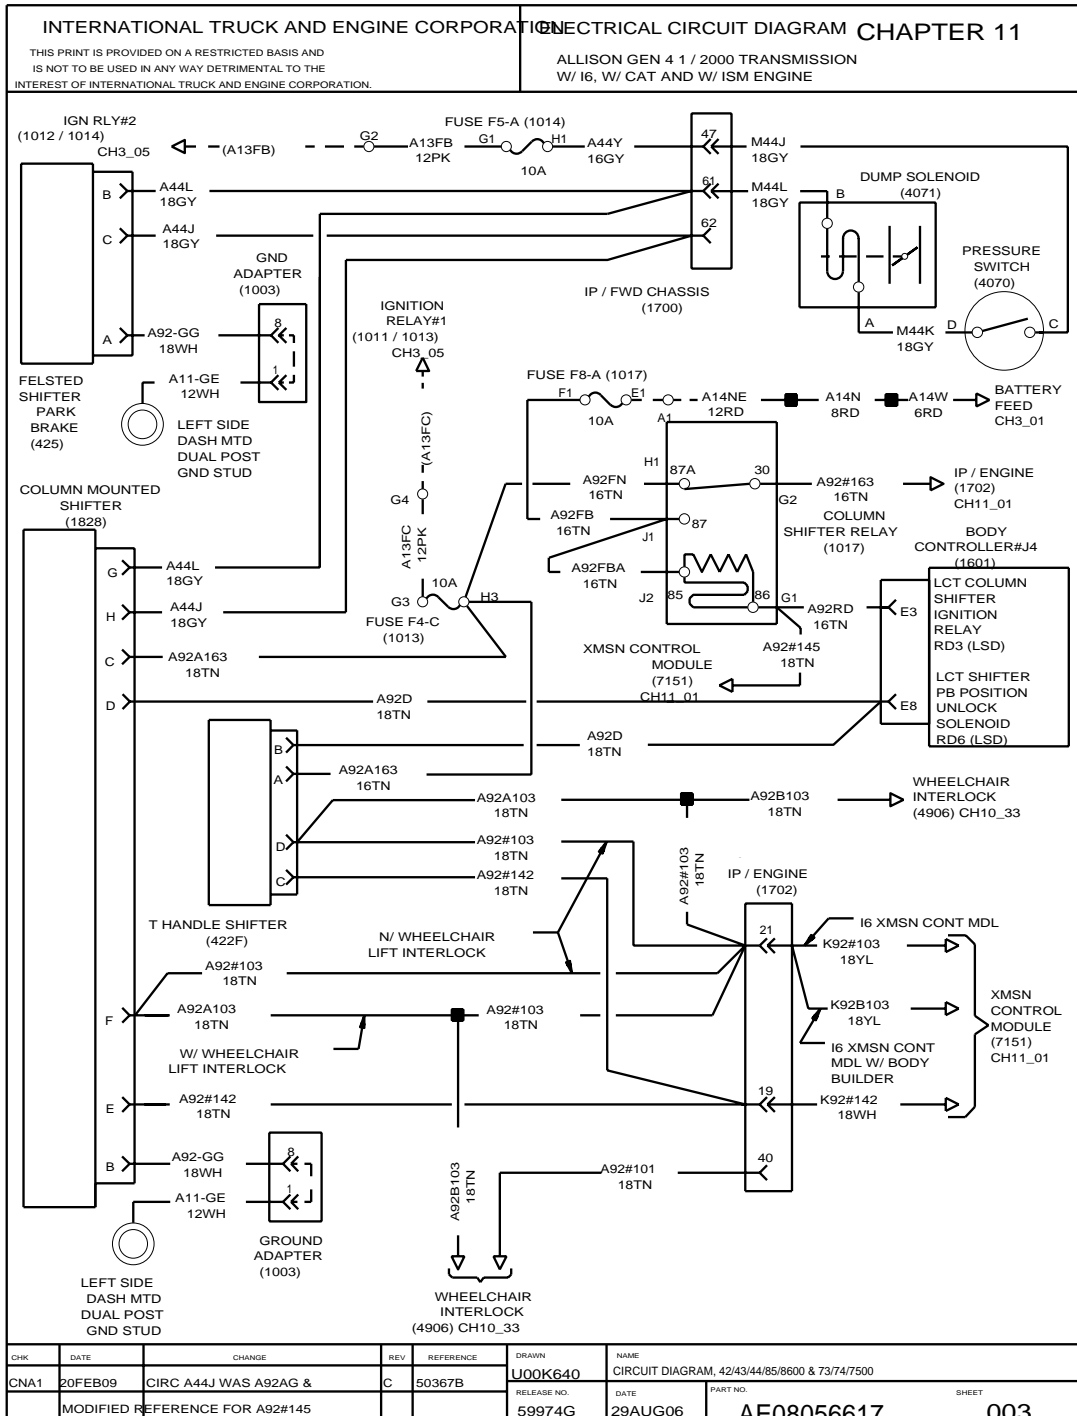 INTERNATIONAL TRUCK AND ENGINE CORPORATION
THIS PRINT IS PROVIDED ON A RESTRICTED BASIS AND
IS NOT TO BE USED IN ANY WAY DETRIMENTAL TO THE
INTEREST OF INTERNATIONAL TRUCK AND ENGINE CORPORATION.
ELECTRICAL CIRCUIT DIAGRAM CHAPTER 11
ALLISON GEN 4 1 / 2000 TRANSMISSION
W/ I6, W/ CAT AND W/ ISM ENGINE
IGN RLY#2
(1012 / 1014)
CH3_05
(A13FB)
G2
A13FB
12PK
FUSE F5-A (1014)
G1
H1
10A
A44Y
16GY
47
M44J
18GY
B
A44L
18GY
61
M44L
18GY
C
A44J
18GY
62
IP / FWD CHASSIS
(1700)
DUMP SOLENOID
(4071)
B
A
M44K
18GY
PRESSURE
SWITCH
(4070)
D
C
GND
ADAPTER
(1003)
8
1
A
A92-GG
18WH
A11-GE
12WH
FELSTED
SHIFTER
PARK
BRAKE
(425)
LEFT SIDE
DASH MTD
DUAL POST
GND STUD
IGNITION
RELAY#1
(1011 / 1013)
CH3_05
(A13FC)
G4
A13FC
12PK
10A
G3
H3
FUSE F4-C
(1013)
FUSE F8-A (1017)
F1
E1
10A
A1
A14NE
12RD
A14N
8RD
A14W
6RD
BATTERY
FEED
CH3_01
H1
87A
30
A92FN
16TN
G2
A92#163
16TN
IP / ENGINE
(1702)
CH11_01
A92FB
16TN
87
J1
COLUMN
SHIFTER RELAY
(1017)
A92FBA
16TN
J2
85
86
G1
A92RD
16TN
A92#145
18TN
XMSN CONTROL
MODULE
(7151)
CH11_01
BODY
CONTROLLER#J4
(1601)
E3
LCT COLUMN
SHIFTER
IGNITION
RELAY
RD3 (LSD)
E8
LCT SHIFTER
PB POSITION
UNLOCK
SOLENOID
RD6 (LSD)
COLUMN MOUNTED
SHIFTER
(1828)
G
A44L
18GY
H
A44J
18GY
C
A92A163
18TN
D
A92D
18TN
B
A92D
18TN
A
A92A163
16TN
A92A103
18TN
A92B103
18TN
WHEELCHAIR
INTERLOCK
(4906) CH10_33
D
A92#103
18TN
C
A92#142
18TN
A92#103
18TN
T HANDLE SHIFTER
(422F)
N/ WHEELCHAIR
LIFT INTERLOCK
IP / ENGINE
(1702)
21
I6 XMSN CONT MDL
K92#103
18YL
K92B103
18YL
I6 XMSN CONT
MDL W/ BODY
BUILDER
XMSN
CONTROL
MODULE
(7151)
CH11_01
A92#103
18TN
F
A92A103
18TN
A92#103
18TN
W/ WHEELCHAIR
LIFT INTERLOCK
E
A92#142
18TN
19
K92#142
18WH
B
A92-GG
18WH
8
1
A11-GE
12WH
GROUND
ADAPTER
(1003)
LEFT SIDE
DASH MTD
DUAL POST
GND STUD
A92B103
18TN
A92#101
18TN
40
WHEELCHAIR
INTERLOCK
(4906) CH10_33
CHK DATE CHANGE REV REFERENCE
CNA1 20FEB09 CIRC A44J WAS A92AG & C 50367B
MODIFIED REFERENCE FOR A92#145
DRAWN
U00K640
NAME
CIRCUIT DIAGRAM, 42/43/44/85/8600 & 73/74/7500
RELEASE NO.
59974G
DATE
29AUG06
PART NO.
AE08056617
SHEET
003